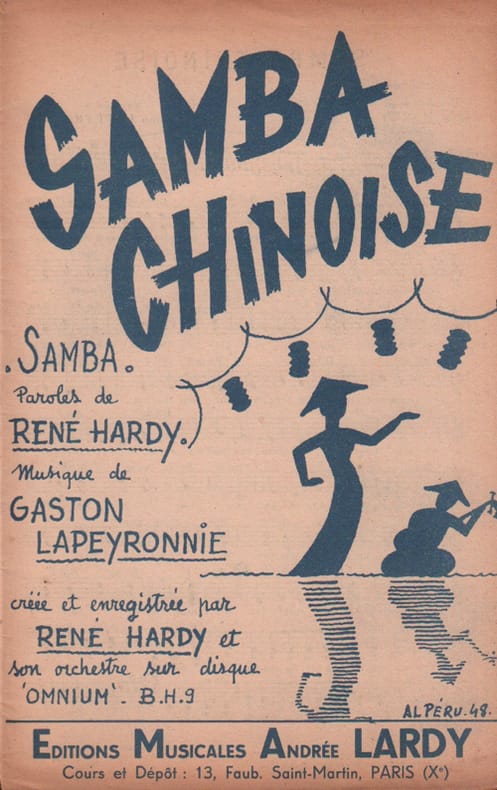 SAMBA
CHINOISE
. SAMBA .
Paroles de
RENÉ HARDY.
Musique de
GASTON
LAPEYRONNIE
créée et enregistrée par
RENÉ HARDY et
son orchestre sur disque
'OMNIUM' - B.H.9
ALPÉRU.48.
EDITIONS MUSICALES ANDRÉE LARDY
Cours et Dépôt : 13, Faub. Saint-Martin, PARIS (Xe)